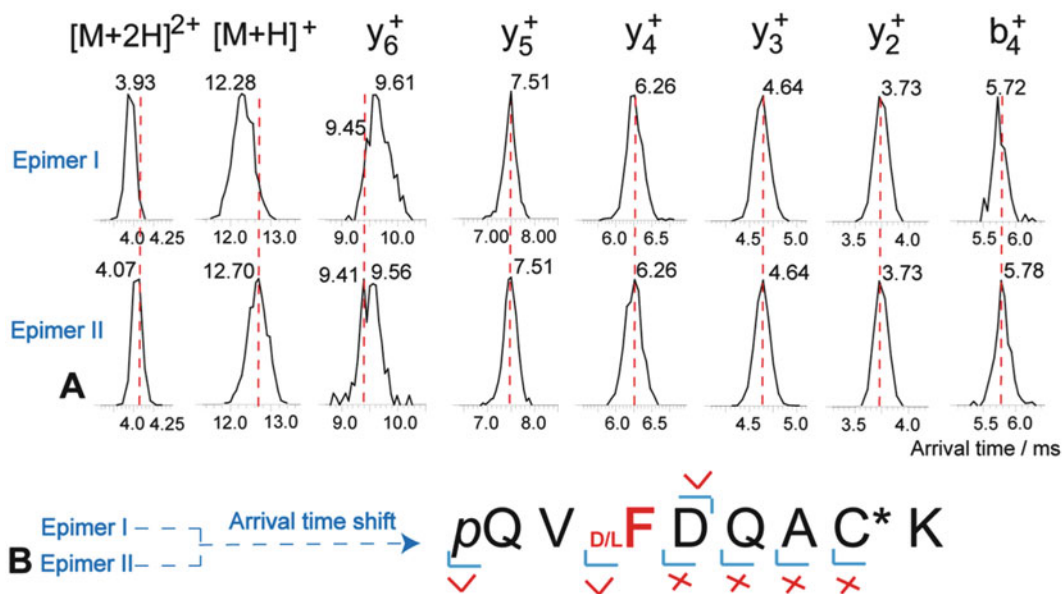 [M+2H]2+ [M+H]+ y6+ y5+ y4+ y3+ y2+ b4+
3.93 12.28 9.61 7.51 6.26 4.64 3.73 5.72
9.45
Epimer I
4.0 4.25 12.0 13.0 9.0 10.0 7.00 8.00 6.0 6.5 4.5 5.0 3.5 4.0 5.5 6.0
4.07 12.70 9.41 9.56 7.51 6.26 4.64 3.73 5.78
Epimer II
A
4.0 4.25 12.0 13.0 9.0 10.0 7.0 8.0 6.0 6.5 4.5 5.0 3.5 4.0 5.5 6.0
Arrival time / ms
Epimer I
Arrival time shift
pQ V D/L F D Q A C* K
B
Epimer II